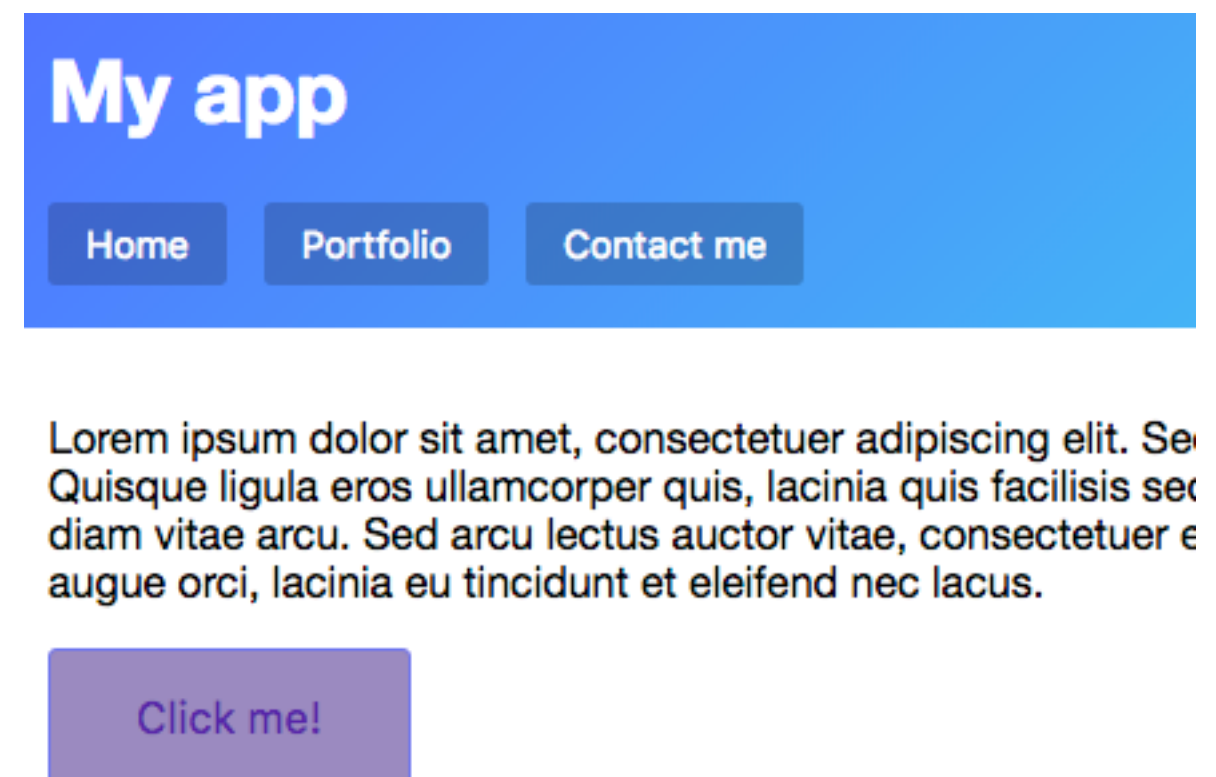 My app
Home Portfolio Contact me
Lorem ipsum dolor sit amet, consectetuer adipiscing elit.
Quisque ligula eros ullamcorper quis, lacinia quis facilisis
diam vitae arcu. Sed arcu lectus auctor vitae, consectetuer
augue orci, lacinia eu tincidunt et eleifend nec lacus.
Click me!